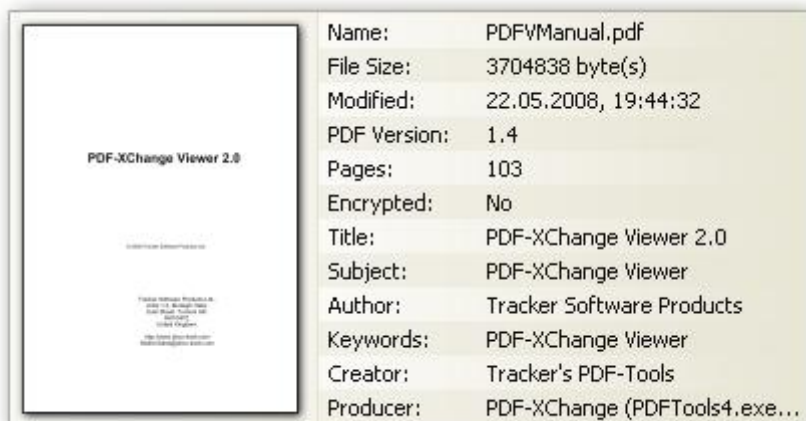 PDF-XChange Viewer 2.0
Name: PDFVManual.pdf
File Size: 3704838 byte(s)
Modified: 22.05.2008, 19:44:32
PDF Version: 1.4
Pages: 103
Encrypted: No
Title: PDF-XChange Viewer 2.0
Subject: PDF-XChange Viewer
Author: Tracker Software Products
Keywords: PDF-XChange Viewer
Creator: Tracker's PDF-Tools
Producer: PDF-XChange (PDFTools4.exe...